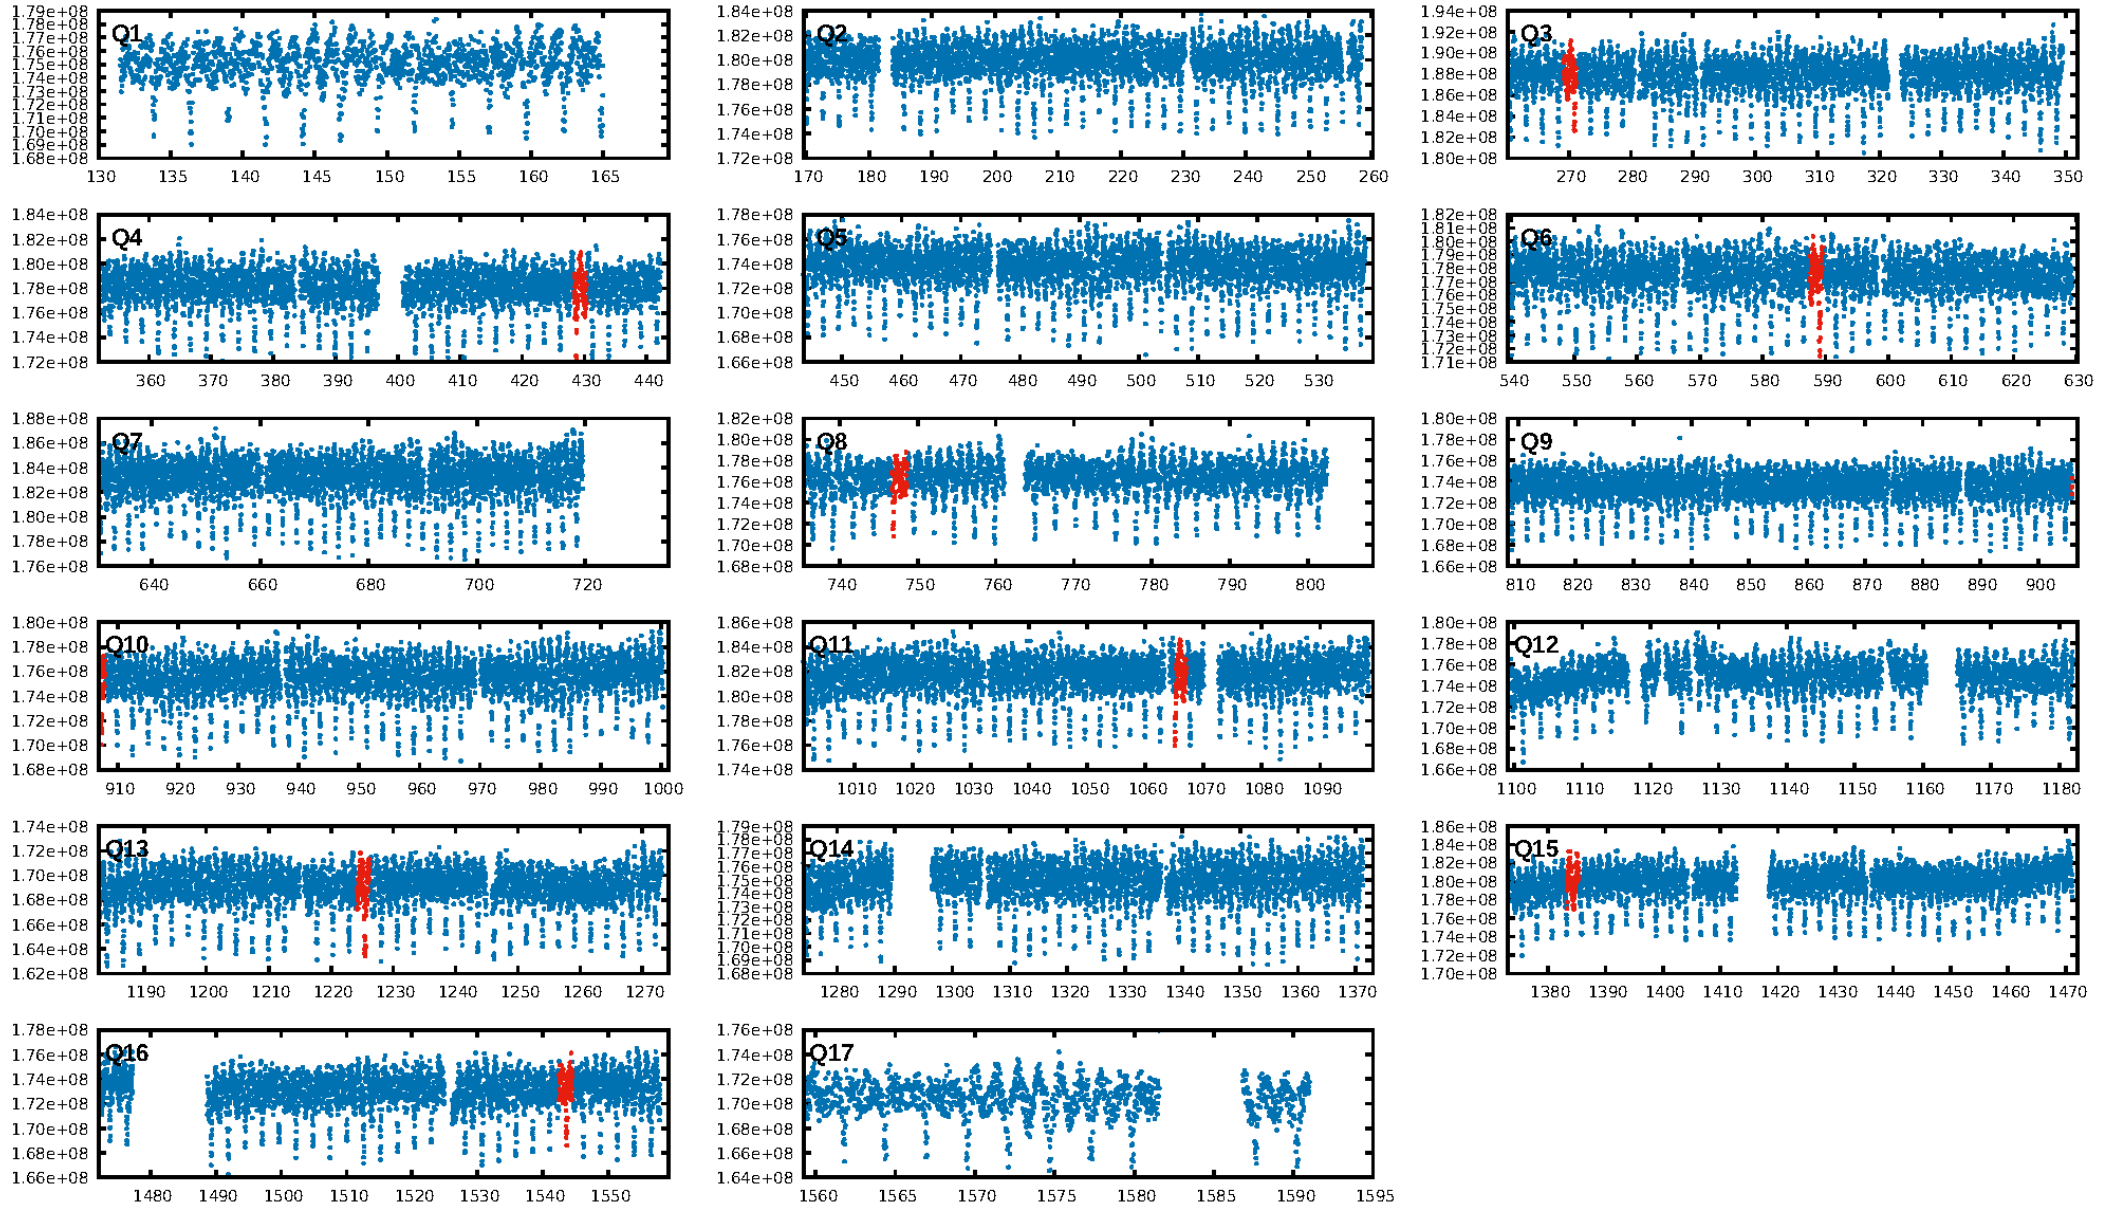 1.79e+08
1.78e+08
1.77e+08
1.76e+08
1.75e+08
1.74e+08
1.73e+08
1.72e+08
1.71e+08
1.70e+08
1.69e+08
1.68e+08
Q1
130 135 140 145 150 155 160 165
1.84e+08
1.82e+08
1.80e+08
1.78e+08
1.76e+08
1.74e+08
1.72e+08
Q2
170 180 190 200 210 220 230 240 250 260
1.94e+08
1.92e+08
1.90e+08
1.88e+08
1.86e+08
1.84e+08
1.82e+08
1.80e+08
Q3
270 280 290 300 310 320 330 340 350
1.84e+08
1.82e+08
1.80e+08
1.78e+08
1.76e+08
1.74e+08
1.72e+08
Q4
360 370 380 390 400 410 420 430 440
1.78e+08
1.76e+08
1.74e+08
1.72e+08
1.70e+08
1.68e+08
1.66e+08
Q5
450 460 470 480 490 500 510 520 530
1.82e+08
1.81e+08
1.80e+08
1.79e+08
1.78e+08
1.77e+08
1.76e+08
1.75e+08
1.74e+08
1.73e+08
1.72e+08
1.71e+08
Q6
540 550 560 570 580 590 600 610 620 630
1.88e+08
1.86e+08
1.84e+08
1.82e+08
1.80e+08
1.78e+08
1.76e+08
Q7
640 660 680 700 720
1.82e+08
1.80e+08
1.78e+08
1.76e+08
1.74e+08
1.72e+08
1.70e+08
1.68e+08
Q8
740 750 760 770 780 790 800
1.80e+08
1.78e+08
1.76e+08
1.74e+08
1.72e+08
1.70e+08
1.68e+08
1.66e+08
Q9
810 820 830 840 850 860 870 880 890 900
1.80e+08
1.78e+08
1.76e+08
1.74e+08
1.72e+08
1.70e+08
1.68e+08
Q10
910 920 930 940 950 960 970 980 990 1000
1.86e+08
1.84e+08
1.82e+08
1.80e+08
1.78e+08
1.76e+08
1.74e+08
Q11
1010 1020 1030 1040 1050 1060 1070 1080 1090
1.80e+08
1.78e+08
1.76e+08
1.74e+08
1.72e+08
1.70e+08
1.68e+08
1.66e+08
Q12
1100 1110 1120 1130 1140 1150 1160 1170 1180
1.74e+08
1.72e+08
1.70e+08
1.68e+08
1.66e+08
1.64e+08
1.62e+08
Q13
1190 1200 1210 1220 1230 1240 1250 1260 1270
1.79e+08
1.78e+08
1.77e+08
1.76e+08
1.75e+08
1.74e+08
1.73e+08
1.72e+08
1.71e+08
1.70e+08
1.69e+08
1.68e+08
Q14
1280 1290 1300 1310 1320 1330 1340 1350 1360 1370
1.86e+08
1.84e+08
1.82e+08
1.80e+08
1.78e+08
1.76e+08
1.74e+08
1.72e+08
1.70e+08
Q15
1380 1390 1400 1410 1420 1430 1440 1450 1460 1470
1.78e+08
1.76e+08
1.74e+08
1.72e+08
1.70e+08
1.68e+08
1.66e+08
Q16
1480 1490 1500 1510 1520 1530 1540 1550
1.76e+08
1.74e+08
1.72e+08
1.70e+08
1.68e+08
1.66e+08
1.64e+08
Q17
1560 1565 1570 1575 1580 1585 1590 1595